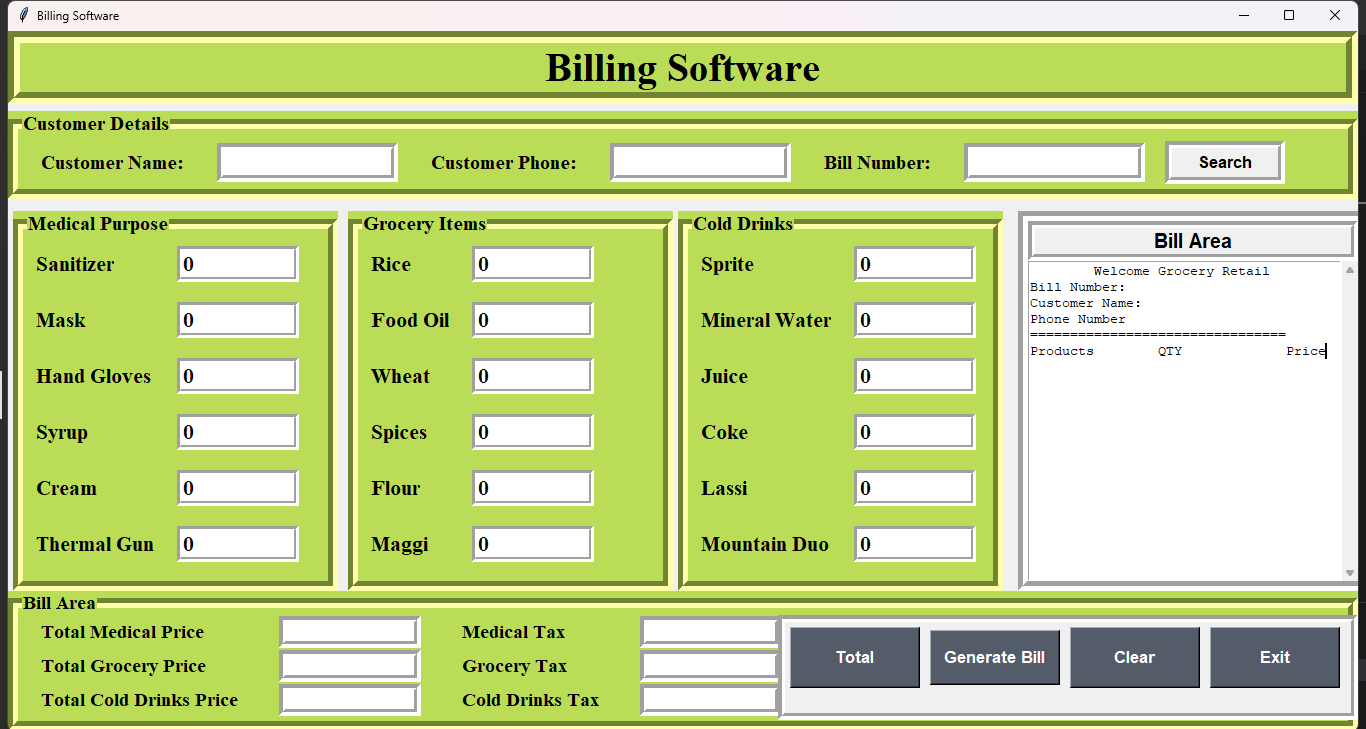 Billing Software
Billing Software
Customer Details
Customer Name: Customer Phone: Bill Number: Search
Medical Purpose
Sanitizer 0
Mask 0
Hand Gloves 0
Syrup 0
Cream 0
Thermal Gun 0
Grocery Items
Rice 0
Food Oil 0
Wheat 0
Spices 0
Flour 0
Maggi 0
Cold Drinks
Sprite 0
Mineral Water 0
Juice 0
Coke 0
Lassi 0
Mountain Duo 0
Bill Area
Welcome Grocery Retail
Bill Number:
Customer Name:
Phone Number
================================
Products QTY Price
Bill Area
Total Medical Price Medical Tax
Total Grocery Price Grocery Tax
Total Cold Drinks Price Cold Drinks Tax
Total Generate Bill Clear Exit